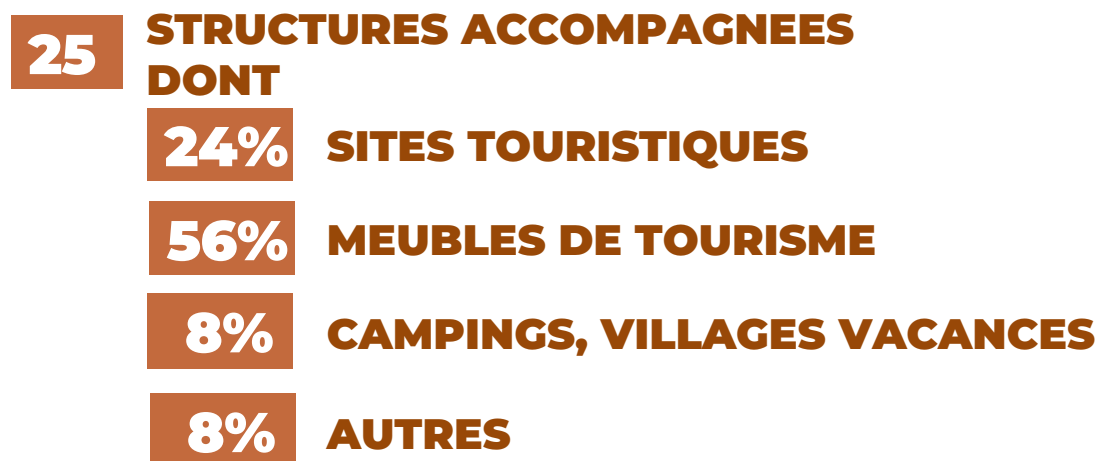 25 STRUCTURES ACCOMPAGNEES
DONT
24% SITES TOURISTIQUES
56% MEUBLES DE TOURISME
8% CAMPINGS, VILLAGES VACANCES
8% AUTRES